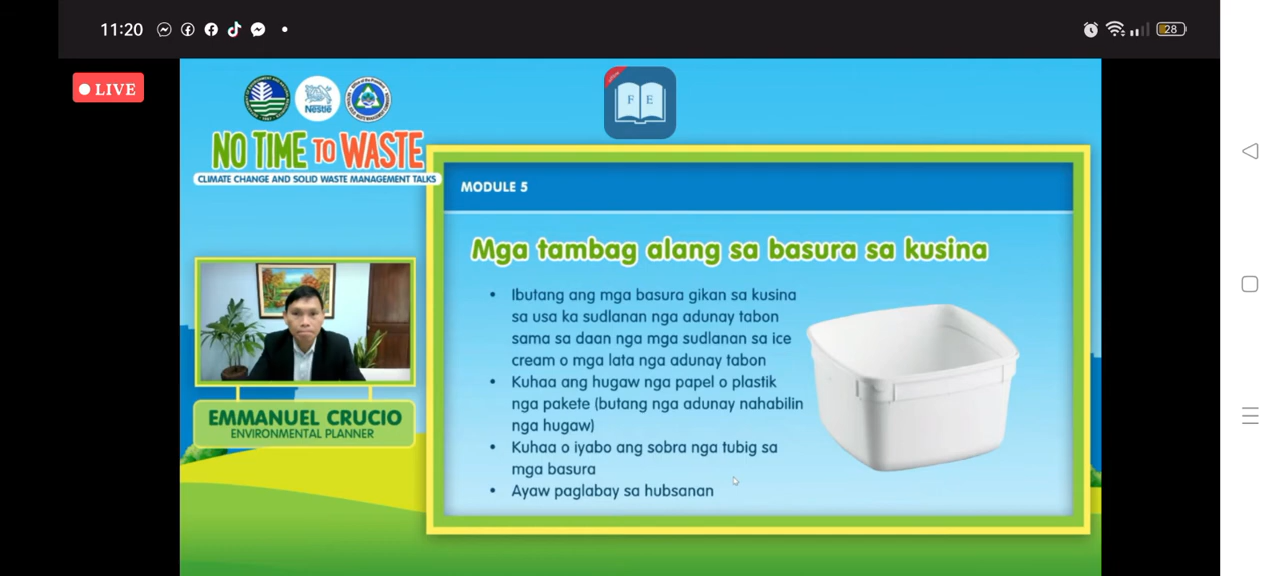 11:20
28
LIVE
Nestlé
F E
NO TIME TO WASTE
CLIMATE CHANGE AND SOLID WASTE MANAGEMENT TALKS
MODULE 5
Mga tambag alang sa basura sa kusina
• Ibutang ang mga basura gikan sa kusina
sa usa ka sudlanan nga adunay tabon
sama sa daan nga mga sudlanan sa ice
cream o mga lata nga adunay tabon
• Kuhaa ang hugaw nga papel o plastik
nga pakete (butang nga adunay nahabilin
nga hugaw)
• Kuhaa o iyabo ang sobra nga tubig sa
mga basura
• Ayaw paglabay sa hubsanan
EMMANUEL CRUCIO
ENVIRONMENTAL PLANNER